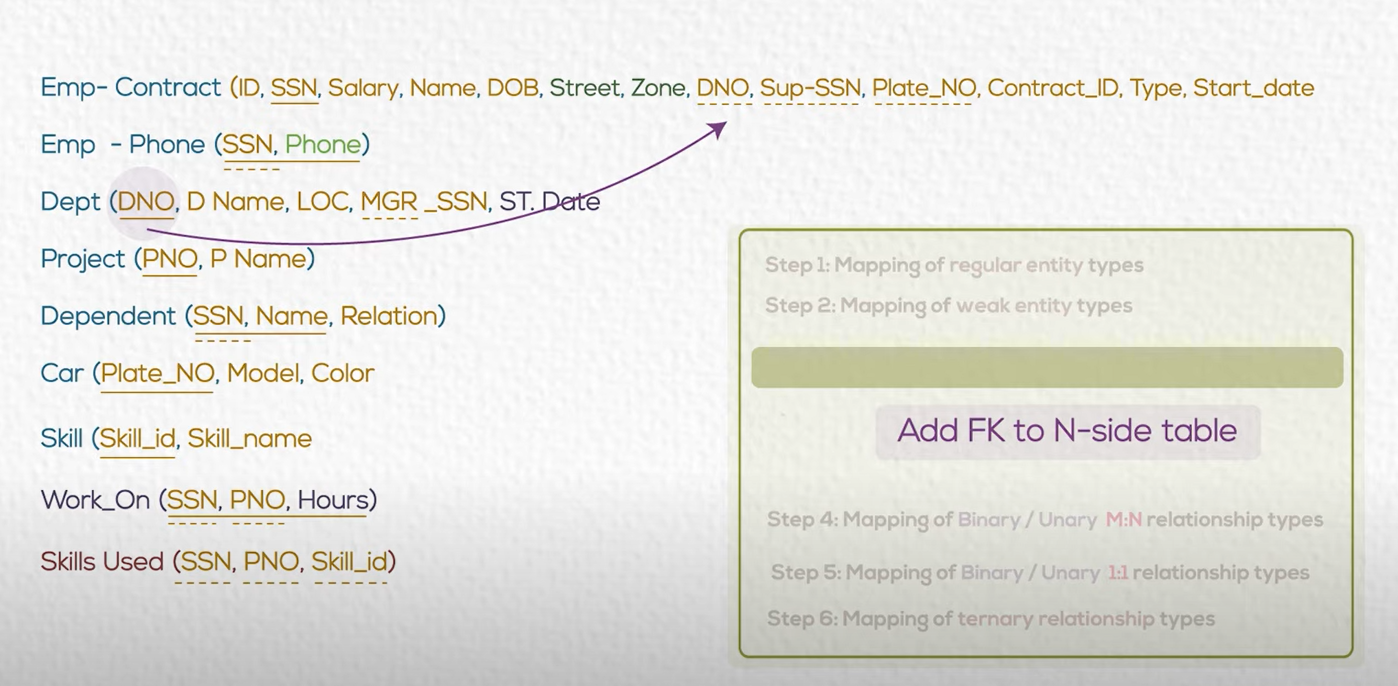 Emp- Contract (ID, SSN, Salary, Name, DOB, Street, Zone, DNO, Sup-SSN, Plate_NO, Contract_ID, Type, Start_date
Emp - Phone (SSN, Phone)
Dept (DNO, D Name, LOC, MGR _SSN, ST. Date
Project (PNO, P Name)
Dependent (SSN, Name, Relation)
Car (Plate_NO, Model, Color
Skill (Skill_id, Skill_name
Work_On (SSN, PNO, Hours)
Skills Used (SSN, PNO, Skill_id)
Step 1: Mapping of regular entity types
Step 2: Mapping of weak entity types
Add FK to N-side table
Step 4: Mapping of Binary / Unary M:N relationship types
Step 5: Mapping of Binary / Unary 1:1 relationship types
Step 6: Mapping of ternary relationship types